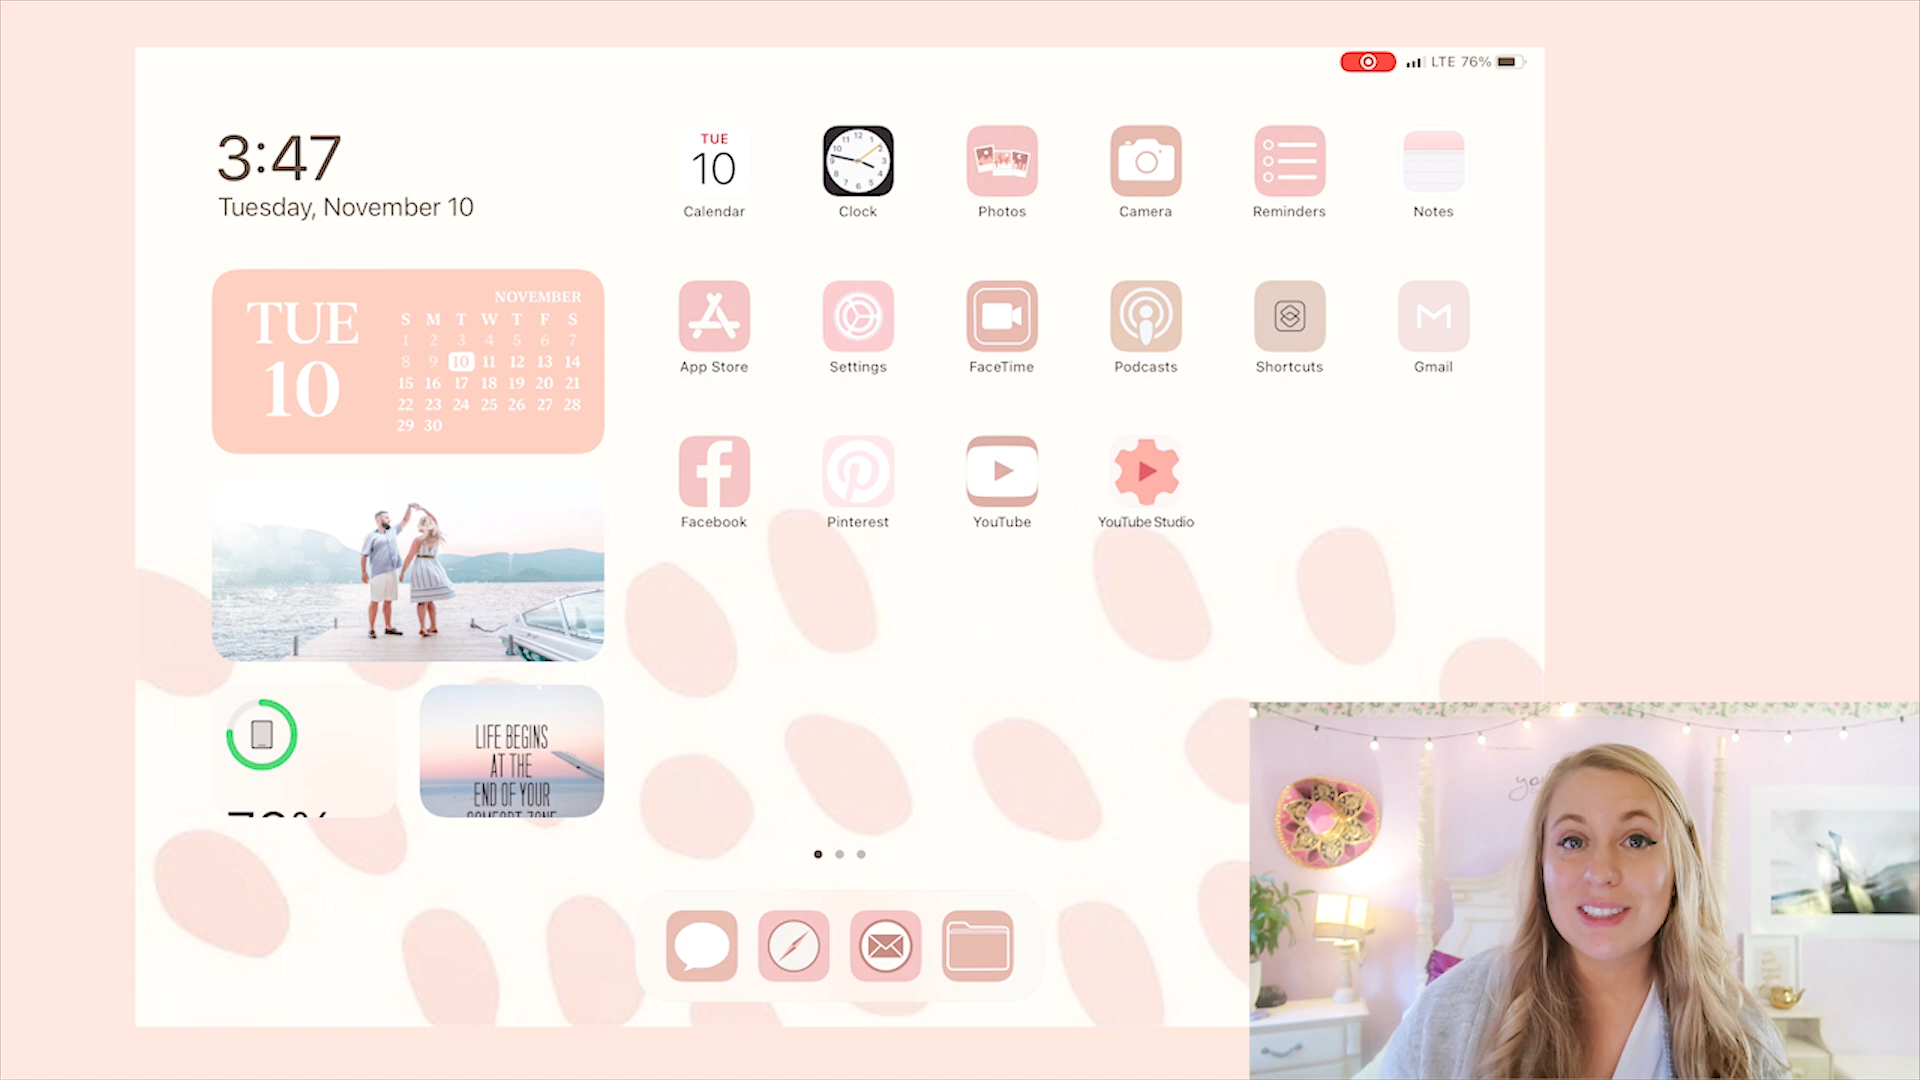 LTE 76%
3:47
Tuesday, November 10
TUE
10
Calendar
Clock
Photos
Camera
Reminders
Notes
TUE
10
NOVEMBER
S M T W T F S
1 2 3 4 5 6 7
8 9 10 11 12 13 14
15 16 17 18 19 20 21
22 23 24 25 26 27 28
29 30
App Store
Settings
FaceTime
Podcasts
Shortcuts
Gmail
Facebook
Pinterest
YouTube
YouTube Studio
LIFE BEGINS
AT THE
END OF YOUR
COMFORT ZONE
you